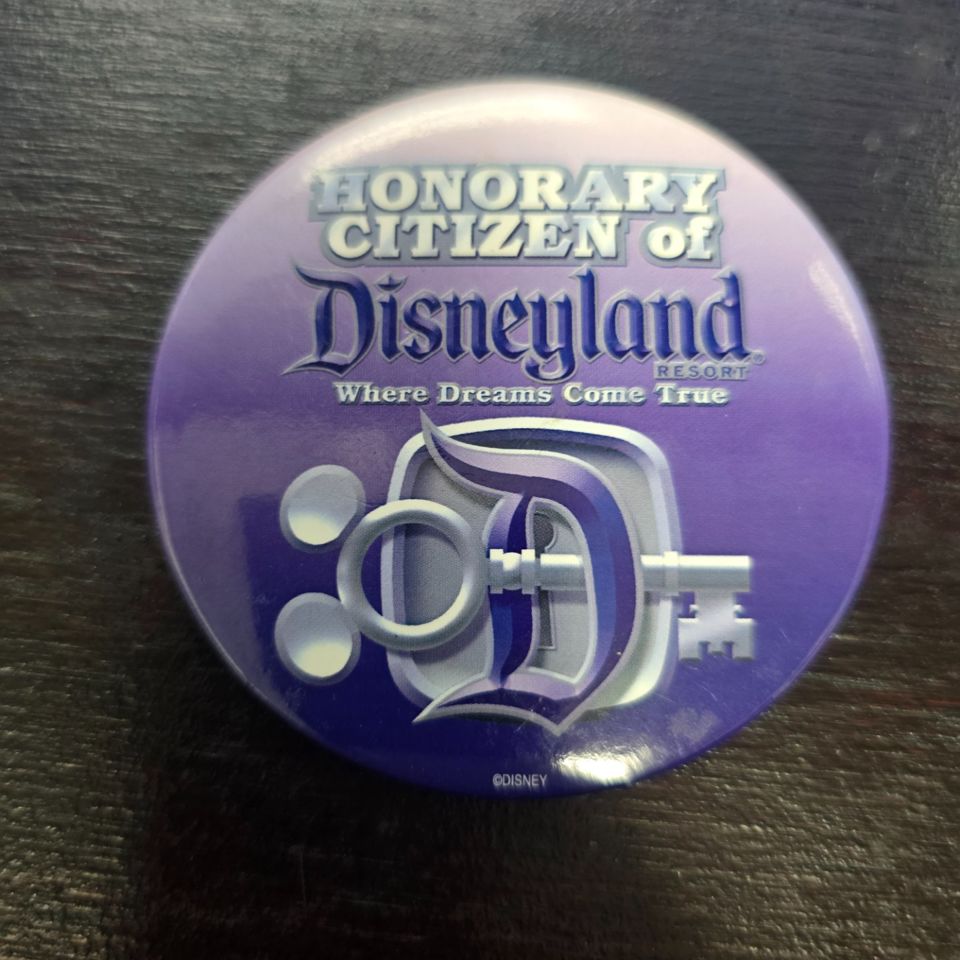 HONORARY
CITIZEN of
Disneyland®
RESORT
Where Dreams Come True
D
©DISNEY